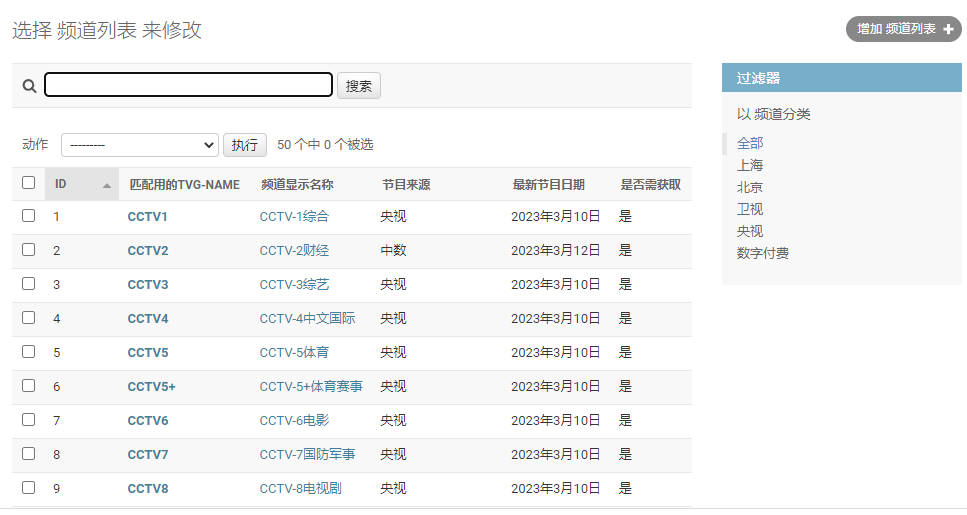 选择 频道列表 来修改
增加 频道列表 +
搜索
动作 --------- 执行 50 个中 0 个被选
ID 匹配用的TVG-NAME 频道显示名称 节目来源 最新节目日期 是否需获取
1 CCTV1 CCTV-1综合 央视 2023年3月10日 是
2 CCTV2 CCTV-2财经 中数 2023年3月12日 是
3 CCTV3 CCTV-3综艺 央视 2023年3月10日 是
4 CCTV4 CCTV-4中文国际 央视 2023年3月10日 是
5 CCTV5 CCTV-5体育 央视 2023年3月10日 是
6 CCTV5+ CCTV-5+体育赛事 央视 2023年3月10日 是
7 CCTV6 CCTV-6电影 央视 2023年3月10日 是
8 CCTV7 CCTV-7国防军事 央视 2023年3月10日 是
9 CCTV8 CCTV-8电视剧 央视 2023年3月10日 是
过滤器
以 频道分类
全部
上海
北京
卫视
央视
数字付费